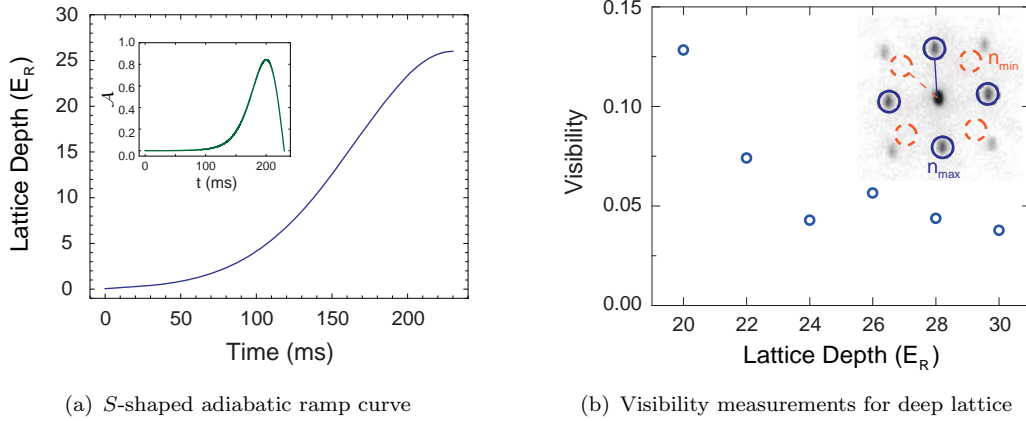 30
25
20
15
10
5
0
Lattice Depth (E_R)
0 50 100 150 200
Time (ms)
1.0
0.8
0.6
0.4
0.2
0.0
𝒜
0 100 200
t (ms)
(a) S-shaped adiabatic ramp curve
0.15
0.10
0.05
0.00
Visibility
n_min
n_max
20 22 24 26 28 30
Lattice Depth (E_R)
(b) Visibility measurements for deep lattice